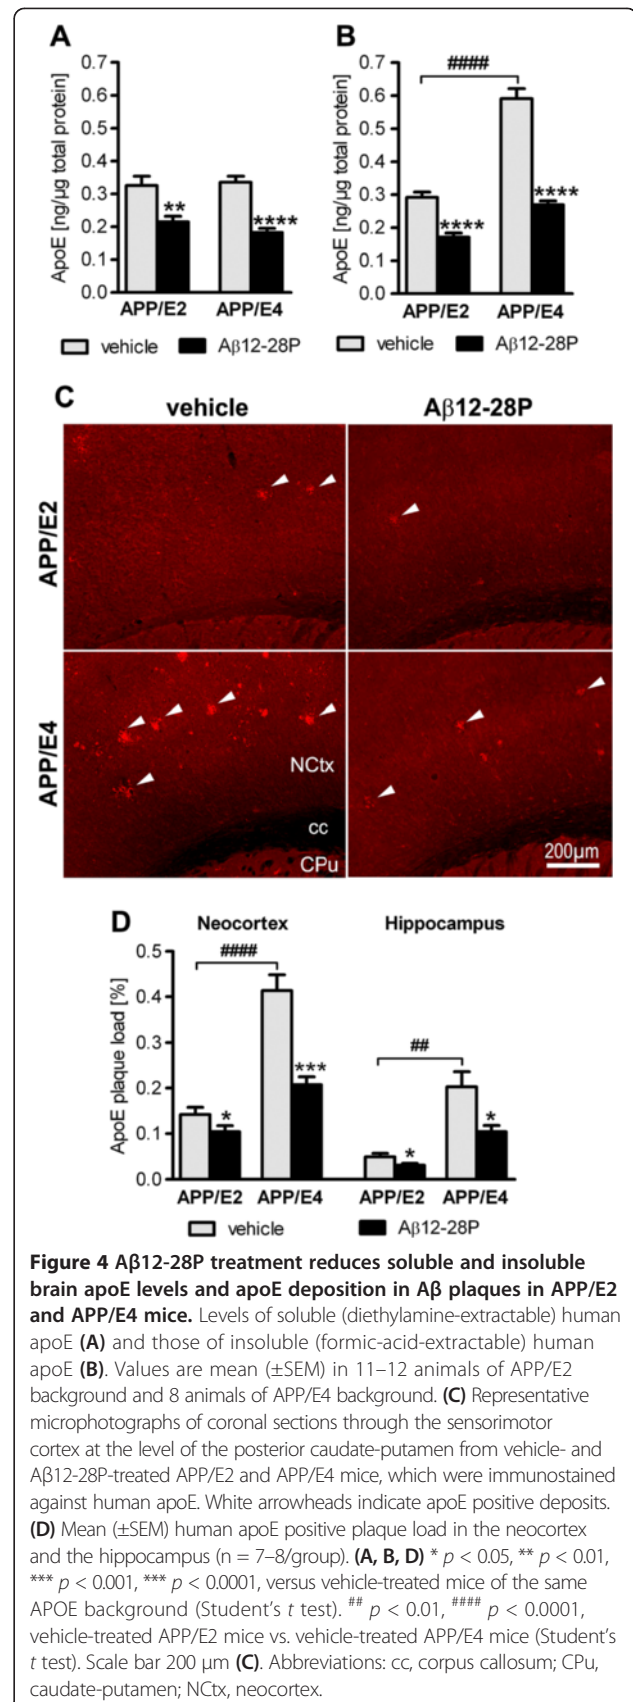 A
B
ApoE [ng/µg total protein]
0.7
0.6
0.5
0.4
0.3
0.2
0.1
0.0
**
****
APP/E2 APP/E4
vehicle Aβ12-28P
ApoE [ng/µg total protein]
0.7
0.6
0.5
0.4
0.3
0.2
0.1
0.0
####
****
****
APP/E2 APP/E4
vehicle Aβ12-28P
C
vehicle Aβ12-28P
APP/E2
APP/E4
NCtx
cc
CPu
200µm
D
Neocortex Hippocampus
ApoE plaque load [%]
0.5
0.4
0.3
0.2
0.1
0.0
####
##
*
***
*
*
APP/E2 APP/E4 APP/E2 APP/E4
vehicle Aβ12-28P
Figure 4 Aβ12-28P treatment reduces soluble and insoluble
brain apoE levels and apoE deposition in Aβ plaques in APP/E2
and APP/E4 mice. Levels of soluble (diethylamine-extractable) human
apoE (A) and those of insoluble (formic-acid-extractable) human
apoE (B). Values are mean (±SEM) in 11–12 animals of APP/E2
background and 8 animals of APP/E4 background. (C) Representative
microphotographs of coronal sections through the sensorimotor
cortex at the level of the posterior caudate-putamen from vehicle- and
Aβ12-28P-treated APP/E2 and APP/E4 mice, which were immunostained
against human apoE. White arrowheads indicate apoE positive deposits.
(D) Mean (±SEM) human apoE positive plaque load in the neocortex
and the hippocampus (n = 7–8/group). (A, B, D) * p < 0.05, ** p < 0.01,
*** p < 0.001, *** p < 0.0001, versus vehicle-treated mice of the same
APOE background (Student's t test). ## p < 0.01, #### p < 0.0001,
vehicle-treated APP/E2 mice vs. vehicle-treated APP/E4 mice (Student's
t test). Scale bar 200 µm (C). Abbreviations: cc, corpus callosum; CPu,
caudate-putamen; NCtx, neocortex.